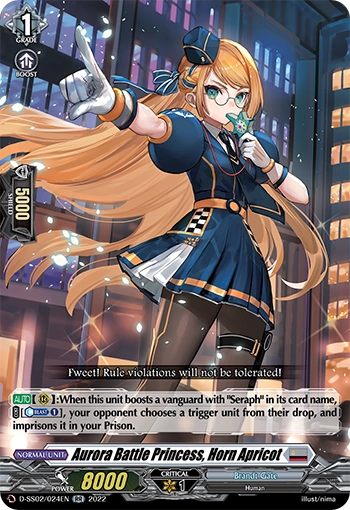 1
GRADE
BOOST
5000
SHIELD
Fweet! Rule violations will not be tolerated!
AUTO : When this unit boosts a vanguard with "Seraph" in its card name,
[C BLAST 1], your opponent chooses a trigger unit from their drop, and
imprisons it in your Prison.
NORMAL UNIT Aurora Battle Princess, Horn Apricot
POWER 8000 CRITICAL 1 Brandt Gate
Human
D-SS02/024EN RR 2022 illust/nima